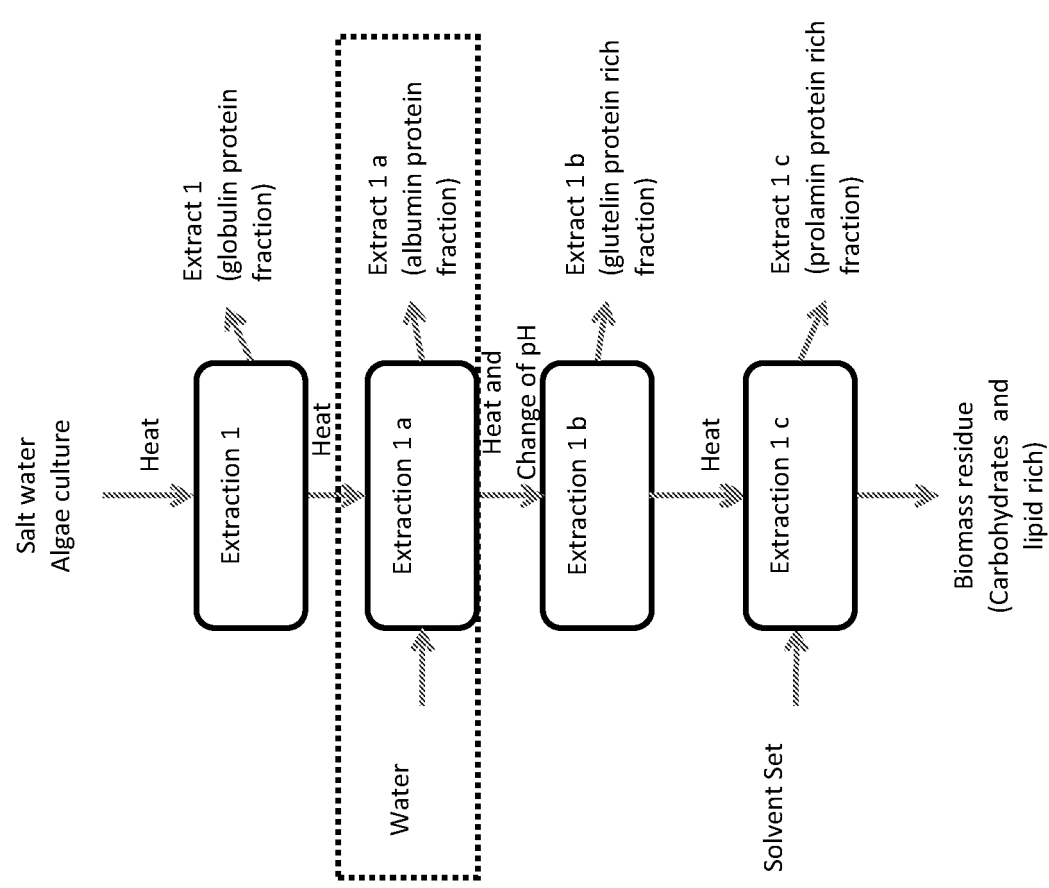 Salt water
Algae culture
Heat
Extraction 1
Extract 1
(globulin protein
fraction)
Heat
Water
Extraction 1 a
Extract 1 a
(albumin protein
fraction)
Heat and
Change of pH
Extraction 1 b
Extract 1 b
(glutelin protein rich
fraction)
Heat
Solvent Set
Extraction 1 c
Extract 1 c
(prolamin protein rich
fraction)
Biomass residue
(Carbohydrates and
lipid rich)